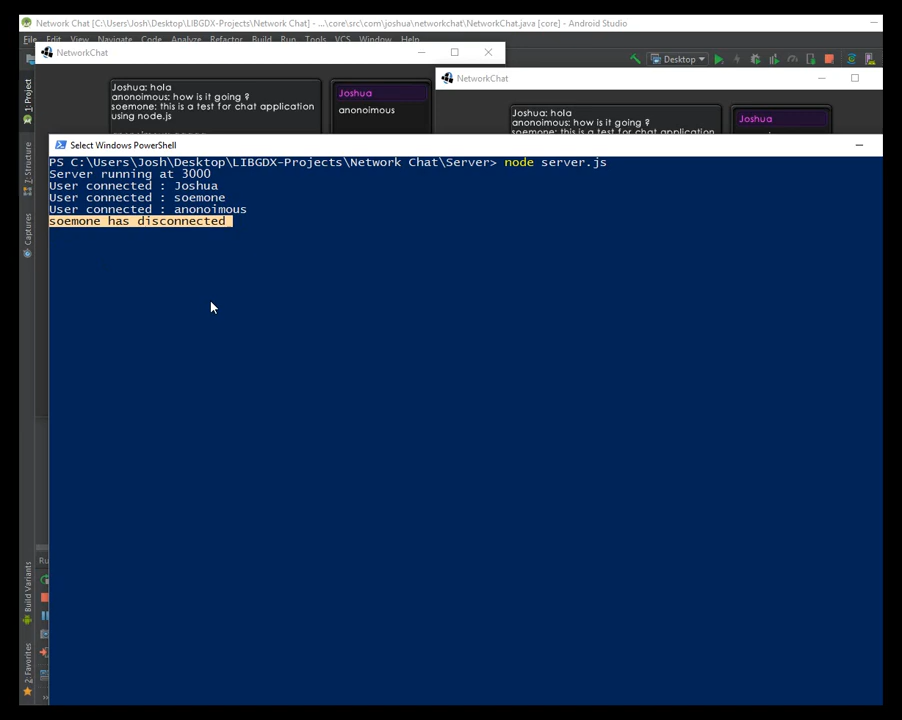 Network Chat [C:\Users\Josh\Desktop\LIBGDX-Projects\Network Chat] - ...\core\src\com\joshua\networkchat\NetworkChat.java [core] - Android Studio
File Edit View Navigate Code Analyze Refactor Build Run Tools VCS Window Help
NetworkChat
Desktop
NetworkChat
1: Project
Joshua: hola
anonoimous: how is it going ?
soemone: this is a test for chat application
using node.js
Joshua
anonoimous
Joshua: hola
anonoimous: how is it going ?
soemone: this is a test for chat application
Joshua
Select Windows PowerShell
PS C:\Users\Josh\Desktop\LIBGDX-Projects\Network Chat\Server> node server.js
Server running at 3000
User connected : Joshua
User connected : soemone
User connected : anonoimous
soemone has disconnected
7: Structure
Captures
Build Variants
2: Favorites
Ru